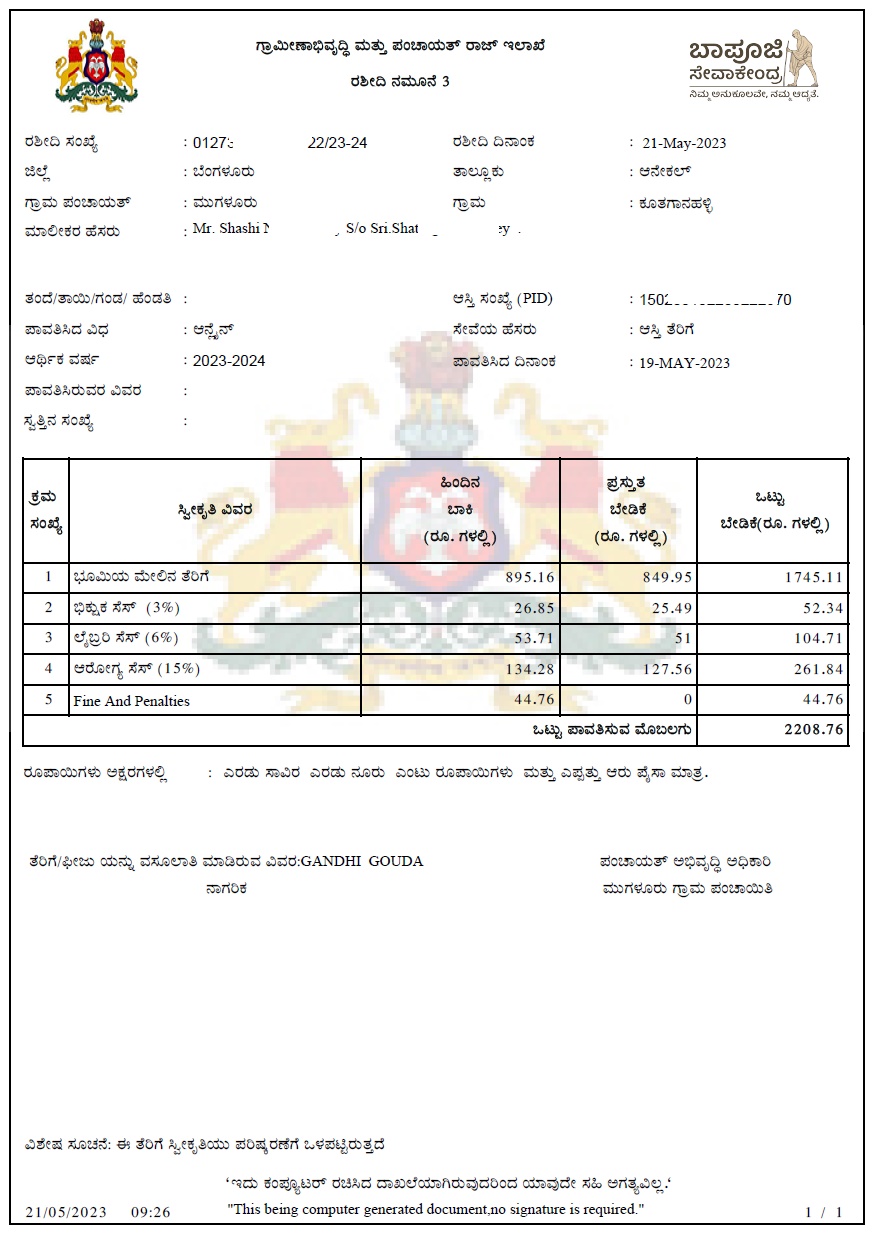 ಗ್ರಾಮೀಣಾಭಿವೃದ್ಧಿ ಮತ್ತು ಪಂಚಾಯತ್ ರಾಜ್ ಇಲಾಖೆ
ಬಾಪೂಜಿ
ಸೇವಾಕೇಂದ್ರ
ನಿಮ್ಮ ಅನುಕೂಲವೇ, ನಮ್ಮ ಆದ್ಯತೆ.
ರಶೀದಿ ನಮೂನೆ 3
ರಶೀದಿ ಸಂಖ್ಯೆ : 0127 22/23-24 ರಶೀದಿ ದಿನಾಂಕ : 21-May-2023
ಜಿಲ್ಲೆ : ಬೆಂಗಳೂರು ತಾಲ್ಲೂಕು : ಆನೇಕಲ್
ಗ್ರಾಮ ಪಂಚಾಯತ್ : ಮುಗಳೂರು ಗ್ರಾಮ : ಕೂತಗಾನಹಳ್ಳಿ
ಮಾಲೀಕರ ಹೆಸರು : Mr. Shashi S/o Sri.Shat ey .
ತಂದೆ/ತಾಯಿ/ಗಂಡ/ ಹೆಂಡತಿ : ಆಸ್ತಿ ಸಂಖ್ಯೆ (PID) : 150 70
ಪಾವತಿಸಿದ ವಿಧ : ಆನ್ಲೈನ್ ಸೇವೆಯ ಹೆಸರು : ಆಸ್ತಿ ತೆರಿಗೆ
ಆರ್ಥಿಕ ವರ್ಷ : 2023-2024 ಪಾವತಿಸಿದ ದಿನಾಂಕ : 19-MAY-2023
ಪಾವತಿಸಿರುವರ ವಿವರ :
ಸ್ವತ್ತಿನ ಸಂಖ್ಯೆ :
ಕ್ರಮ ಸಂಖ್ಯೆ ಸ್ವೀಕೃತಿ ವಿವರ ಹಿಂದಿನ ಬಾಕಿ (ರೂ. ಗಳಲ್ಲಿ) ಪ್ರಸ್ತುತ ಬೇಡಿಕೆ (ರೂ. ಗಳಲ್ಲಿ) ಒಟ್ಟು ಬೇಡಿಕೆ(ರೂ. ಗಳಲ್ಲಿ)
1 ಭೂಮಿಯ ಮೇಲಿನ ತೆರಿಗೆ 895.16 849.95 1745.11
2 ಭಿಕ್ಷುಕ ಸೆಸ್ (3%) 26.85 25.49 52.34
3 ಲೈಬ್ರರಿ ಸೆಸ್ (6%) 53.71 51 104.71
4 ಆರೋಗ್ಯ ಸೆಸ್ (15%) 134.28 127.56 261.84
5 Fine And Penalties 44.76 0 44.76
ಒಟ್ಟು ಪಾವತಿಸುವ ಮೊಬಲಗು 2208.76
ರೂಪಾಯಿಗಳು ಅಕ್ಷರಗಳಲ್ಲಿ : ಎರಡು ಸಾವಿರ ಎರಡು ನೂರು ಎಂಟು ರೂಪಾಯಿಗಳು ಮತ್ತು ಎಪ್ಪತ್ತು ಆರು ಪೈಸಾ ಮಾತ್ರ.
ತೆರಿಗೆ/ಫೀಜು ಯನ್ನು ವಸೂಲಾತಿ ಮಾಡಿರುವ ವಿವರ:GANDHI GOUDA ಪಂಚಾಯತ್ ಅಭಿವೃದ್ಧಿ ಅಧಿಕಾರಿ
ನಾಗರಿಕ ಮುಗಳೂರು ಗ್ರಾಮ ಪಂಚಾಯಿತಿ
ವಿಶೇಷ ಸೂಚನೆ: ಈ ತೆರಿಗೆ ಸ್ವೀಕೃತಿಯು ಪರಿಷ್ಕರಣೆಗೆ ಒಳಪಟ್ಟಿರುತ್ತದೆ
‘ಇದು ಕಂಪ್ಯೂಟರ್ ರಚಿಸಿದ ದಾಖಲೆಯಾಗಿರುವುದರಿಂದ ಯಾವುದೇ ಸಹಿ ಅಗತ್ಯವಿಲ್ಲ.‘
21/05/2023 09:26 "This being computer generated document,no signature is required." 1 / 1